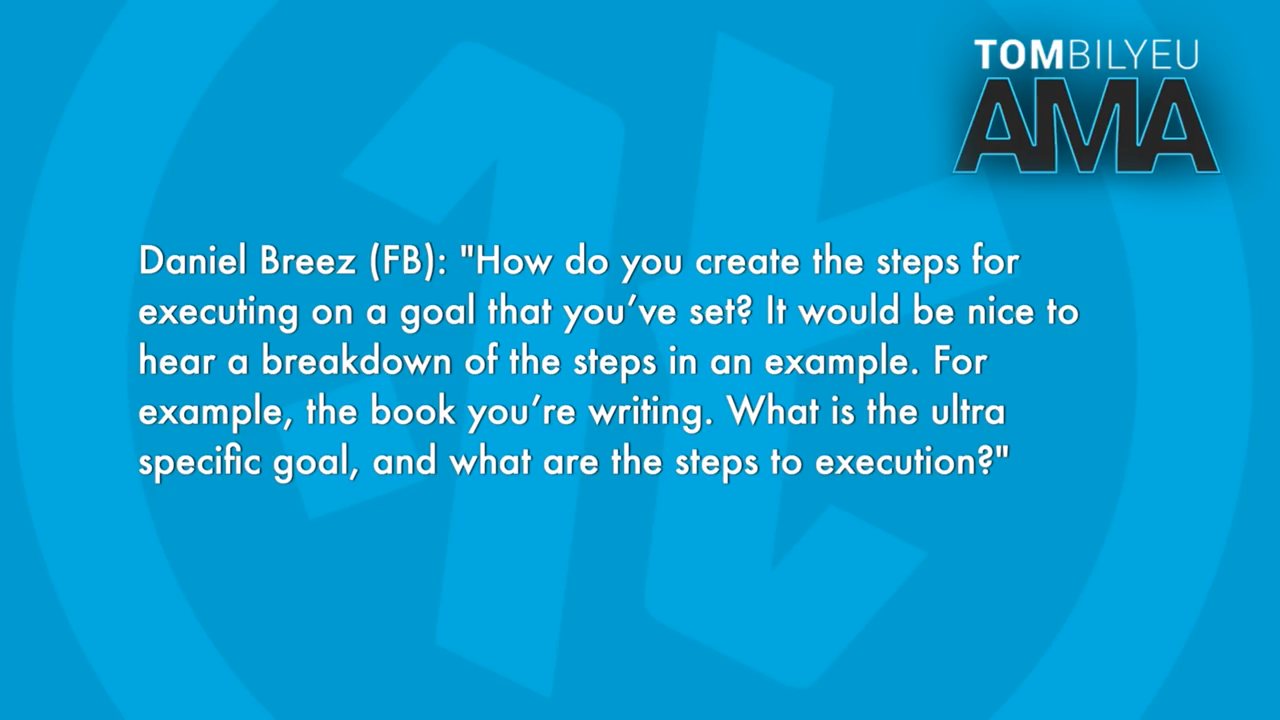 TOMBILYEU
AMA
Daniel Breez (FB): "How do you create the steps for
executing on a goal that you’ve set? It would be nice to
hear a breakdown of the steps in an example. For
example, the book you’re writing. What is the ultra
specific goal, and what are the steps to execution?"